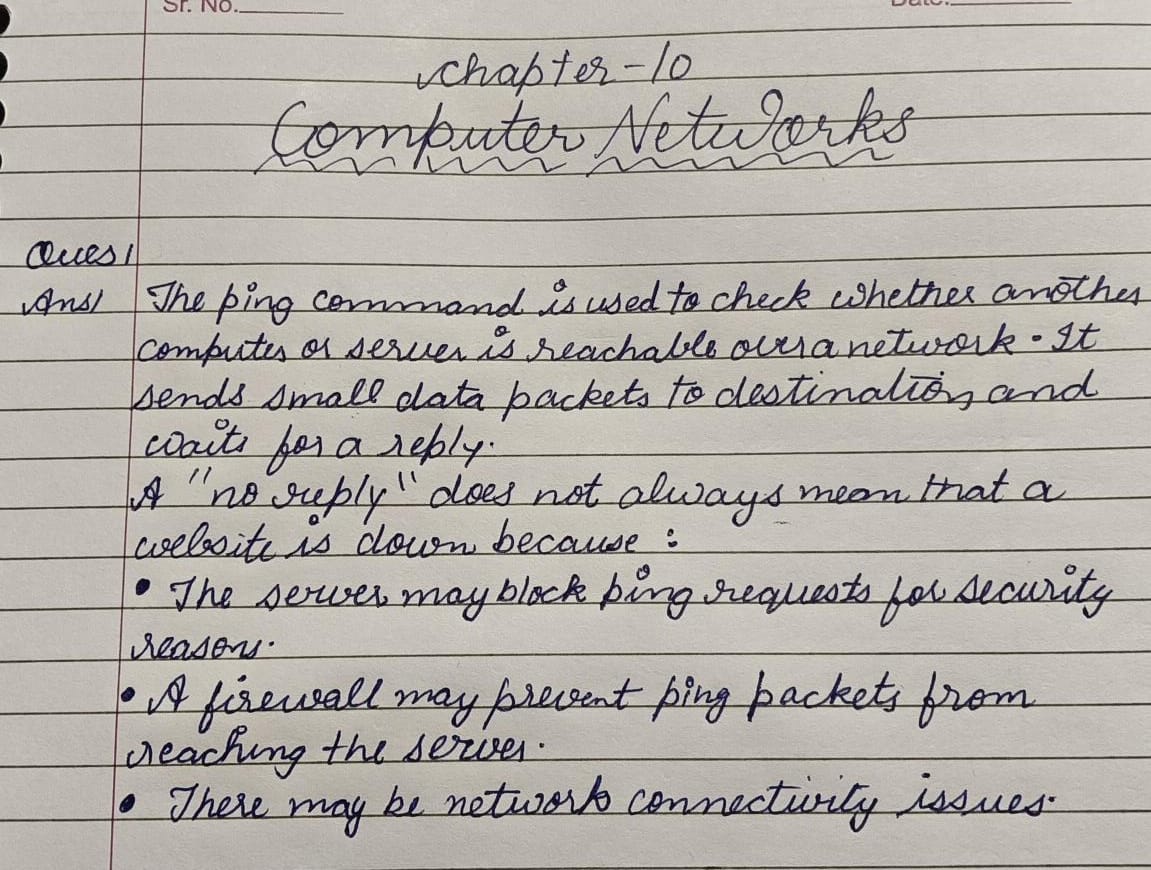 Sr. No.
Date.
Chapter-10
Computer Networks
Ques1
Ans1 The ping command is used to check whether another
computer or server is reachable over a network. It
sends small data packets to destination and
waits for a reply.
A "no reply" does not always mean that a
website is down because :
• The server may block ping requests for security
reasons.
• A firewall may prevent ping packets from
reaching the server.
• There may be network connectivity issues.